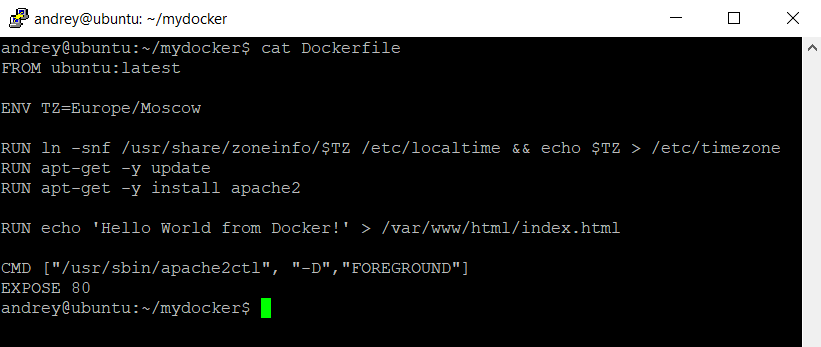 andrey@ubuntu: ~/mydocker
andrey@ubuntu:~/mydocker$ cat Dockerfile
FROM ubuntu:latest
ENV TZ=Europe/Moscow
RUN ln -snf /usr/share/zoneinfo/$TZ /etc/localtime && echo $TZ > /etc/timezone
RUN apt-get -y update
RUN apt-get -y install apache2
RUN echo 'Hello World from Docker!' > /var/www/html/index.html
CMD ["/usr/sbin/apache2ctl", "-D","FOREGROUND"]
EXPOSE 80
andrey@ubuntu:~/mydocker$